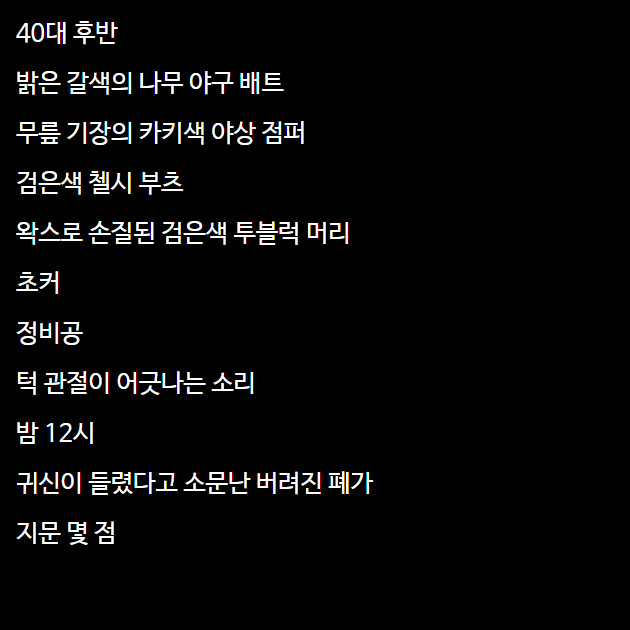 40대 후반
밝은 갈색의 나무 야구 배트
무릎 기장의 카키색 야상 점퍼
검은색 첼시 부츠
왁스로 손질된 검은색 투블럭 머리
초커
정비공
턱 관절이 어긋나는 소리
밤 12시
귀신이 들렸다고 소문난 버려진 폐가
지문 몇 점